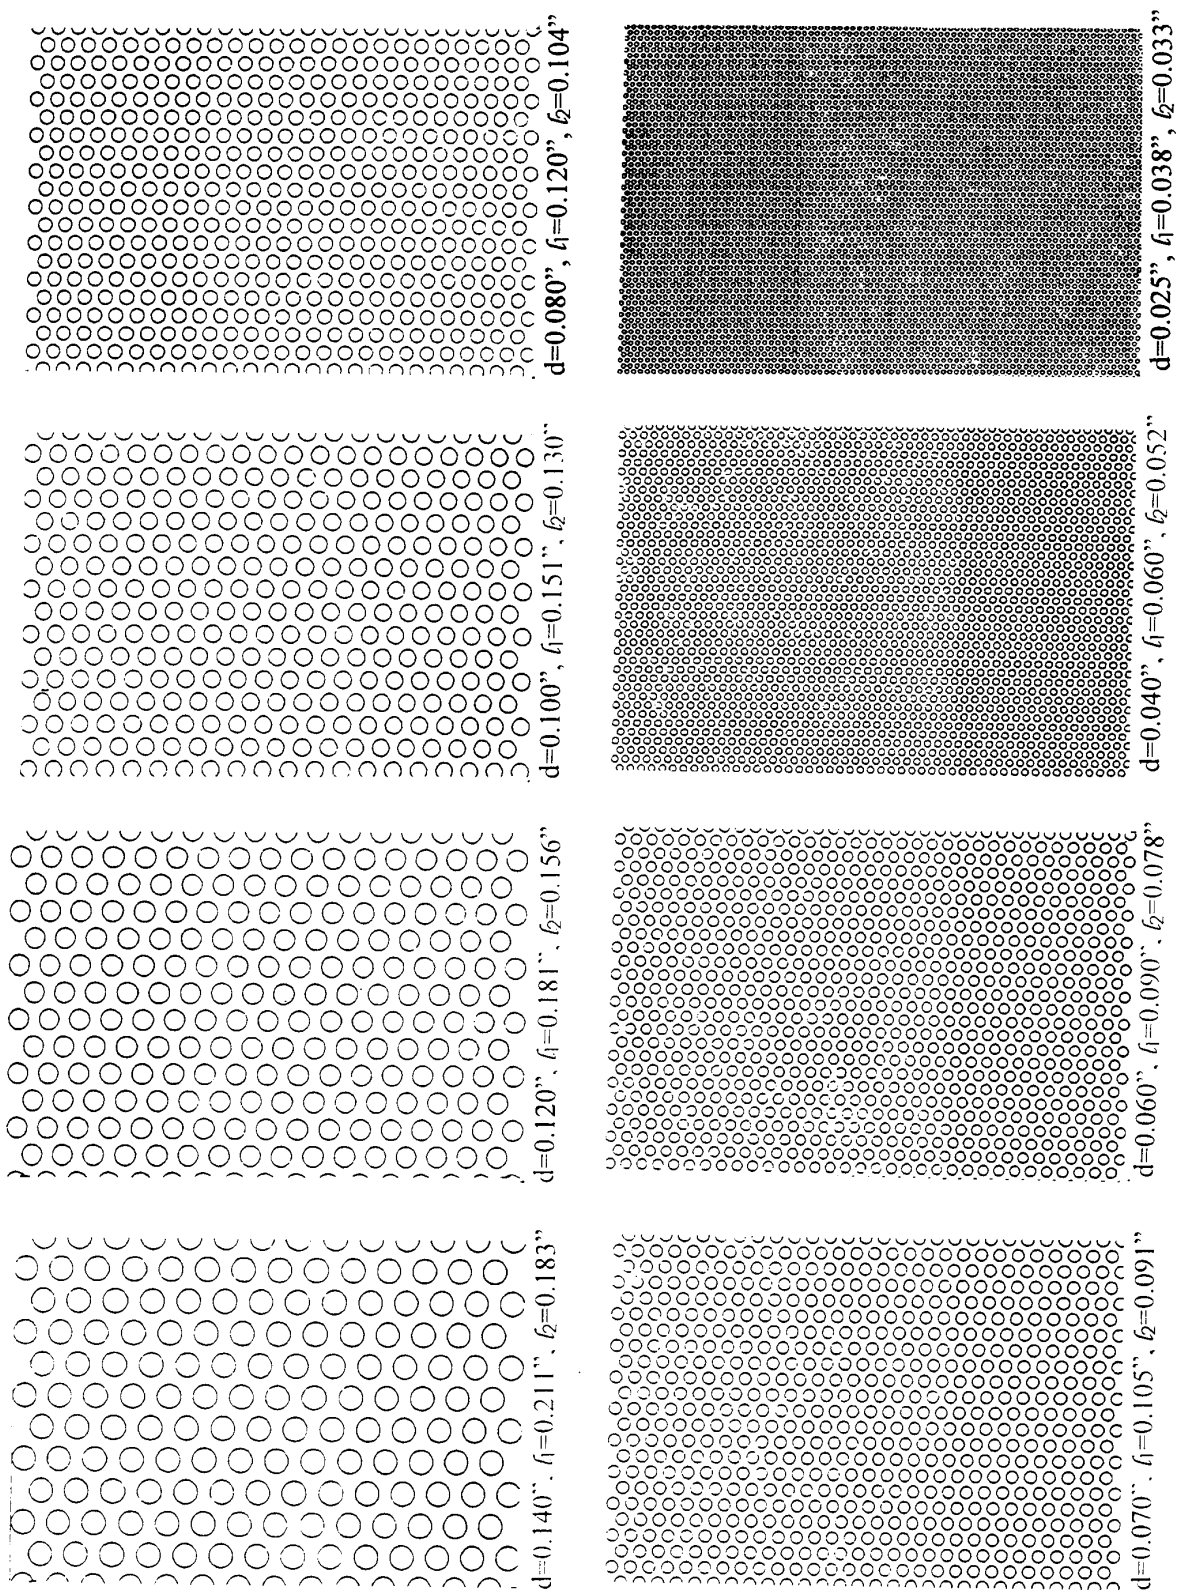 d=0.140", ℓ1=0.211", ℓ2=0.183"
d=0.120", ℓ1=0.181", ℓ2=0.156"
d=0.100", ℓ1=0.151", ℓ2=0.130"
d=0.080", ℓ1=0.120", ℓ2=0.104"
d=0.070", ℓ1=0.105", ℓ2=0.091"
d=0.060", ℓ1=0.090", ℓ2=0.078"
d=0.040", ℓ1=0.060", ℓ2=0.052"
d=0.025", ℓ1=0.038", ℓ2=0.033"